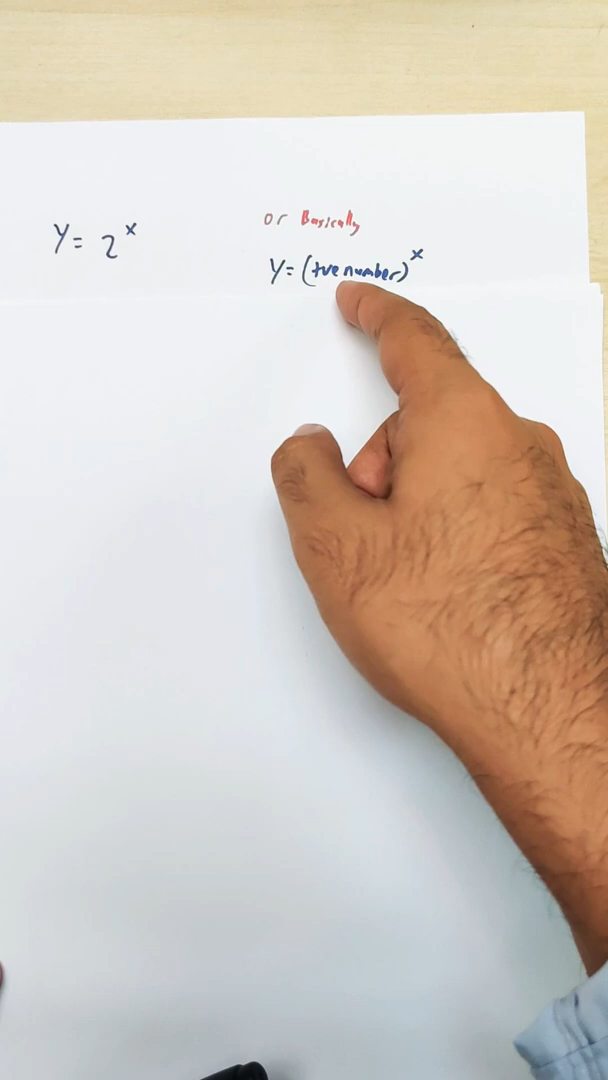 y = 2^x
or Basically
y = (+ve number)^x